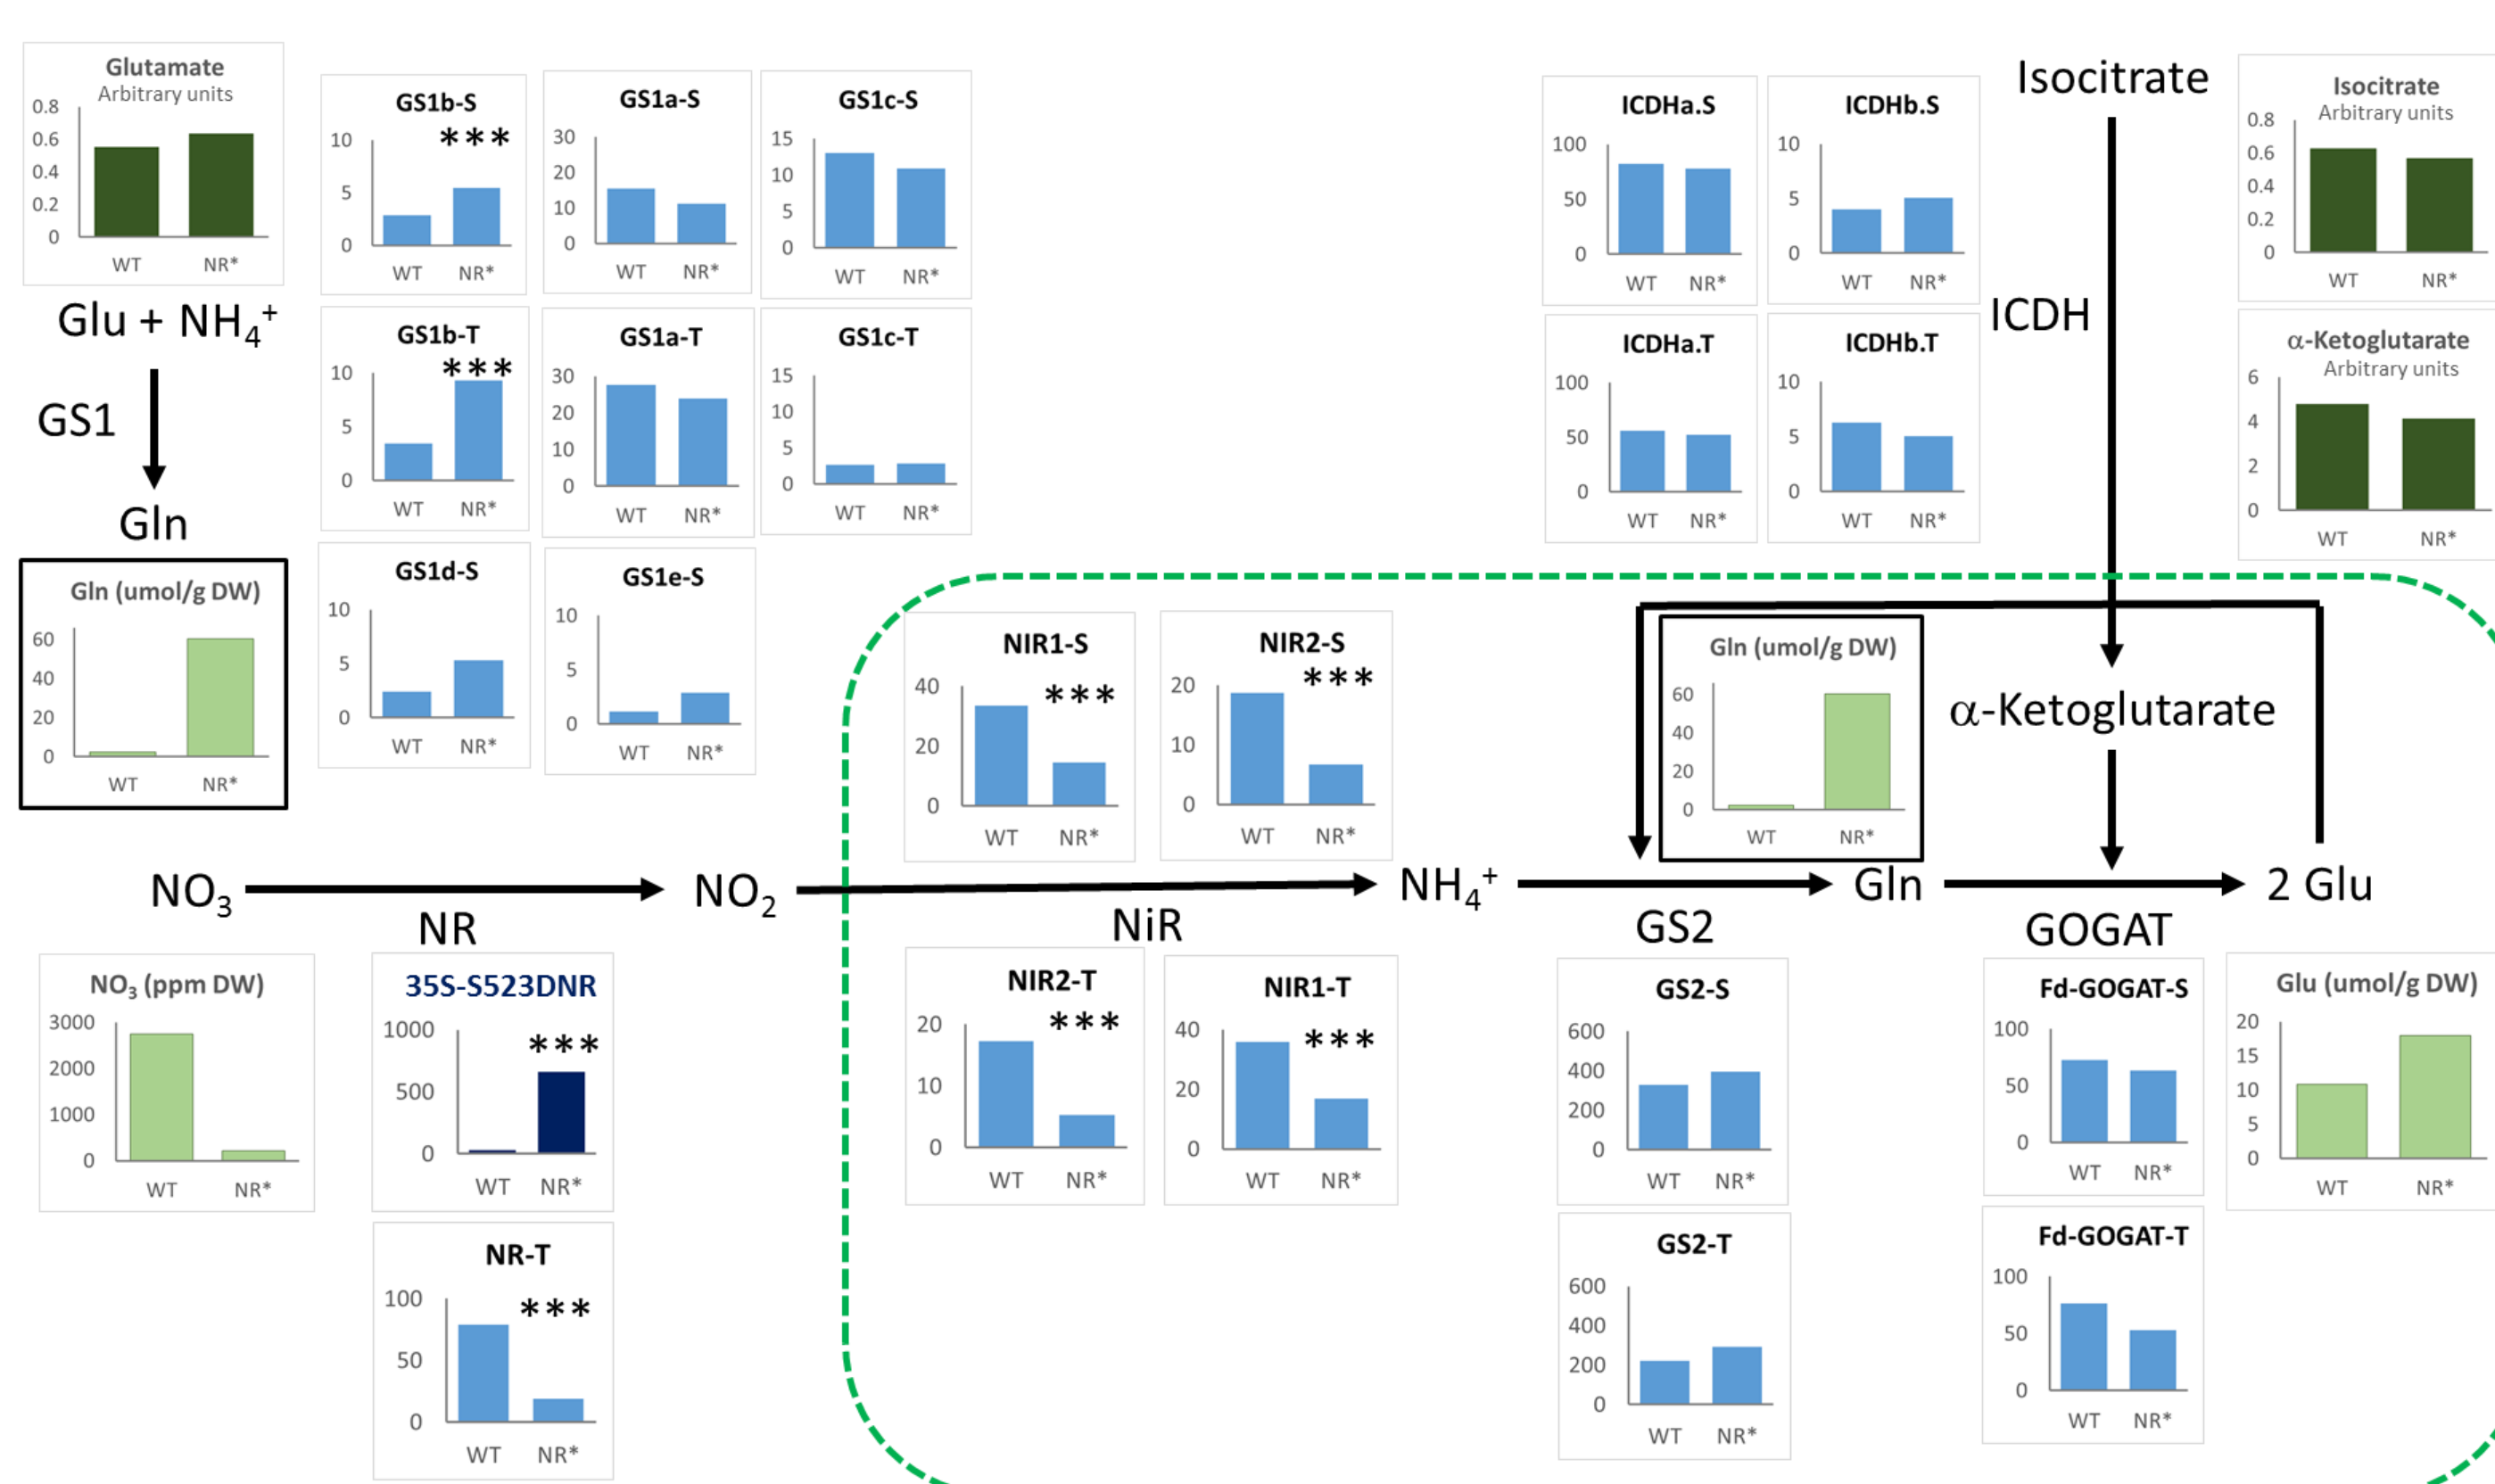 Glutamate
Arbitrary units
0.8
0.6
0.4
0.2
0
WT NR*
GS1b-S
***
10
5
0
WT NR*
GS1a-S
30
20
10
0
WT NR*
GS1c-S
15
10
5
0
WT NR*
ICDHa.S
100
50
0
WT NR*
ICDHb.S
10
5
0
WT NR*
Isocitrate
Isocitrate
Arbitrary units
0.8
0.6
0.4
0.2
0
WT NR*
Glu + NH₄⁺
GS1
Gln
GS1b-T
***
10
5
0
WT NR*
GS1a-T
30
20
10
0
WT NR*
GS1c-T
15
10
5
0
WT NR*
ICDHa.T
100
50
0
WT NR*
ICDHb.T
10
5
0
WT NR*
ICDH
α-Ketoglutarate
Arbitrary units
6
4
2
0
WT NR*
Gln (umol/g DW)
60
40
20
0
WT NR*
GS1d-S
10
5
0
WT NR*
GS1e-S
10
5
0
WT NR*
NIR1-S
***
40
20
0
WT NR*
NIR2-S
***
20
10
0
WT NR*
Gln (umol/g DW)
60
40
20
0
WT NR*
α-Ketoglutarate
NO₃
NR
NO₂
NiR
NH₄⁺
GS2
Gln
GOGAT
2 Glu
NO₃ (ppm DW)
3000
2000
1000
0
WT NR*
35S-S523DNR
***
1000
500
0
WT NR*
NIR2-T
***
20
10
0
WT NR*
NIR1-T
***
40
20
0
WT NR*
GS2-S
600
400
200
0
WT NR*
Fd-GOGAT-S
100
50
0
WT NR*
Glu (umol/g DW)
20
15
10
5
0
WT NR*
NR-T
***
100
50
0
WT NR*
GS2-T
600
400
200
0
WT NR*
Fd-GOGAT-T
100
50
0
WT NR*